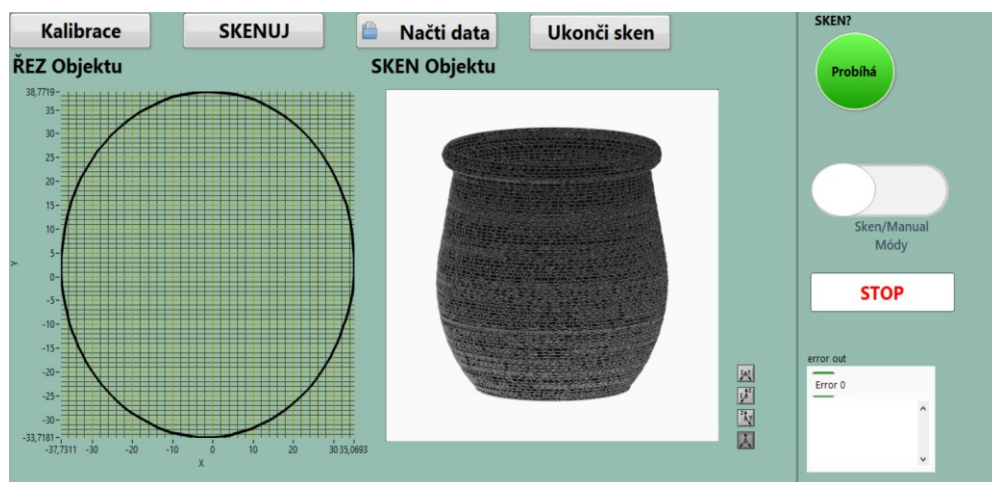 Kalibrace
SKENUJ
Načti data
Ukonči sken
SKEN?
Probíhá
ŘEZ Objektu
SKEN Objektu
38,7719
35
30
25
20
15
10
5
0
-5
-10
-15
-20
-25
-30
-33,7181
Y
-37,7311 -30 -20 -10 0 10 20 30 35,0693
X
Sken/Manual
Módy
STOP
error out
Error 0